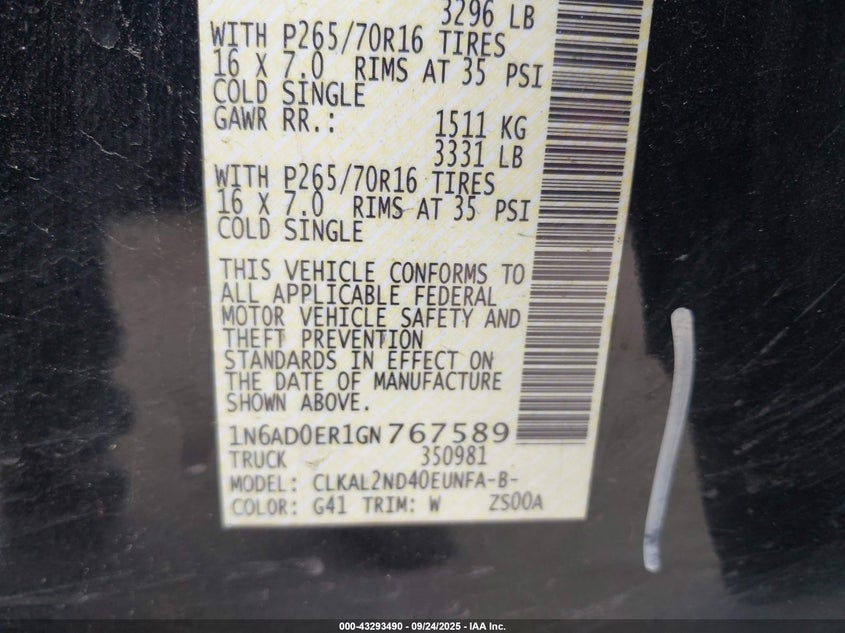 3296 LB
WITH P265/70R16 TIRES
16 X 7.0 RIMS AT 35 PSI
COLD SINGLE
GAWR RR.: 1511 KG
3331 LB
WITH P265/70R16 TIRES
16 X 7.0 RIMS AT 35 PSI
COLD SINGLE
THIS VEHICLE CONFORMS TO
ALL APPLICABLE FEDERAL
MOTOR VEHICLE SAFETY AND
THEFT PREVENTION
STANDARDS IN EFFECT ON
THE DATE OF MANUFACTURE
SHOWN ABOVE.
1N6AD0ER1GN767589
TRUCK 350981
MODEL: CLKAL2ND40EUNFA-B-
COLOR: G41 TRIM: W ZS00A
000-43293490 - 09/24/2025 - IAA Inc.